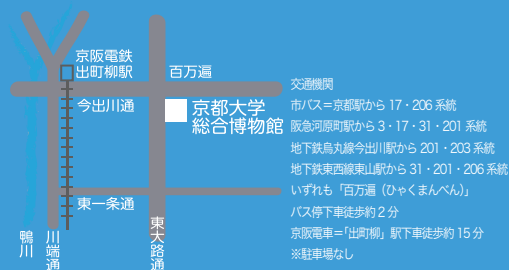 京阪電鉄
出町柳駅
百万遍
今出川通
京都大学
総合博物館
東一条通
鴨川
川端通
東大路通
交通機関
市バス＝京都駅から 17・206 系統
阪急河原町駅から 3・17・31・201 系統
地下鉄烏丸線今出川駅から 201・203 系統
地下鉄東西線東山駅から 31・201・206 系統
いずれも「百万遍（ひゃくまんべん）」
バス停下車徒歩約 2 分
京阪電車＝「出町柳」駅下車徒歩約 15 分
※駐車場なし